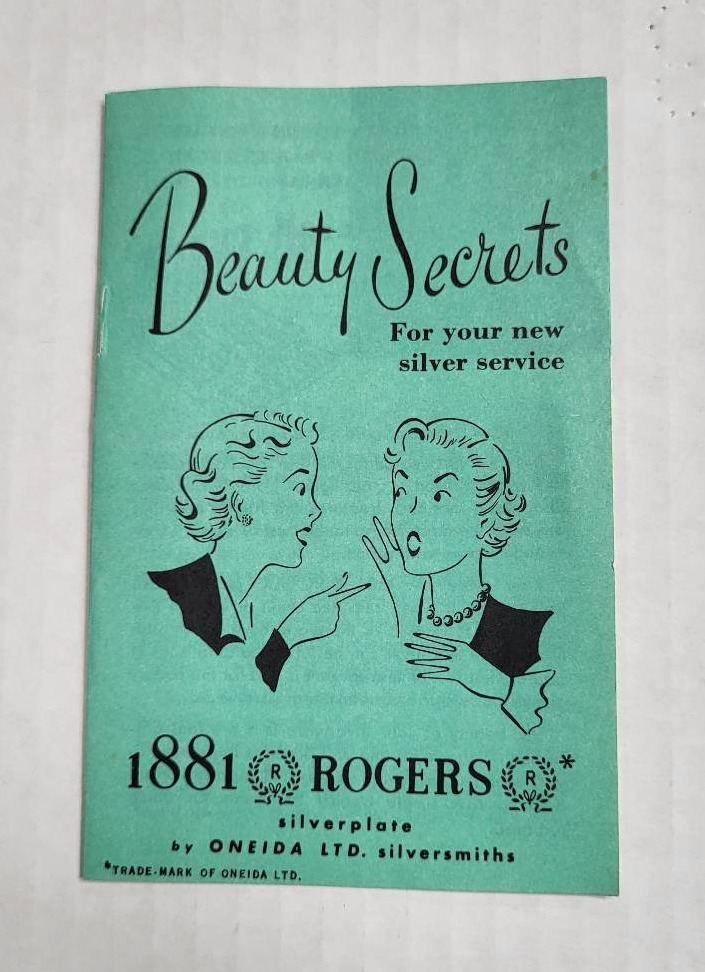 Beauty Secrets
For your new
silver service
1881 R ROGERS R *
silverplate
by ONEIDA LTD. silversmiths
*TRADE-MARK OF ONEIDA LTD.